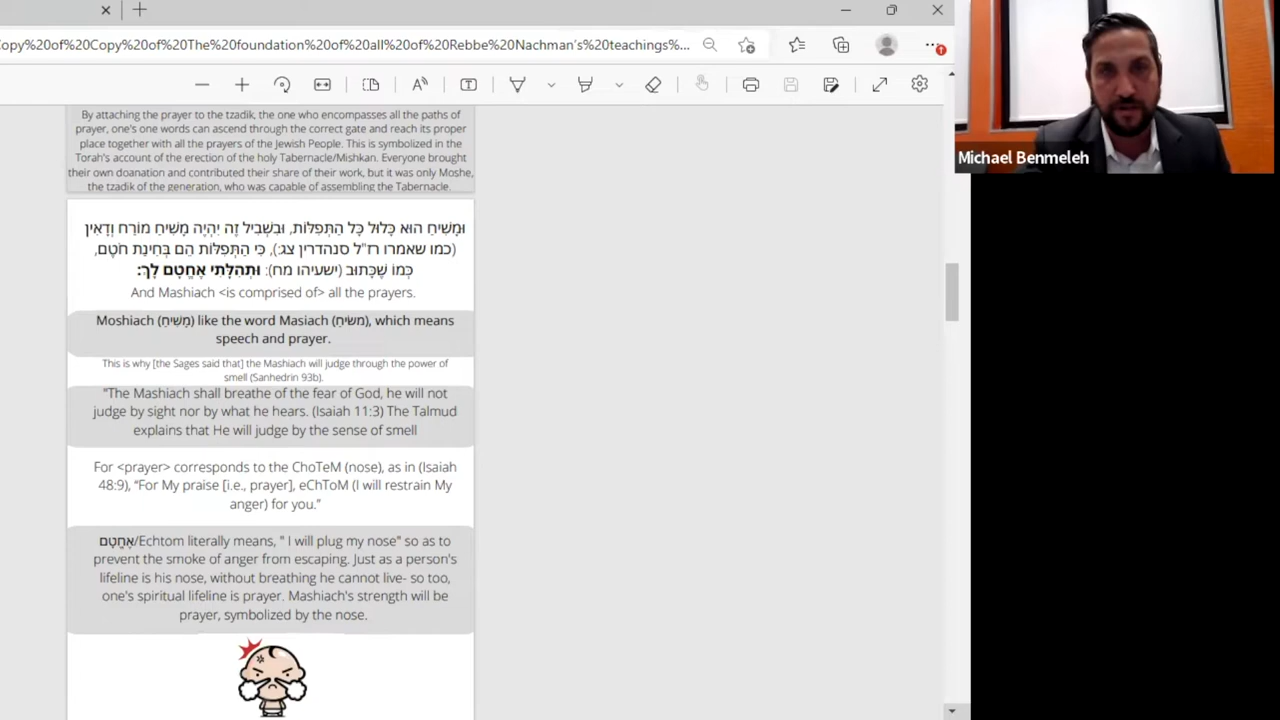 Copy%20of%20Copy%20of%20The%20foundation%20of%20all%20of%20Rebbe%20Nachman's%20teachings%...
By attaching the prayer to the tzadik, the one who encompasses all the paths of
prayer, one's one words can ascend through the correct gate and reach its proper
place together with all the prayers of the Jewish People. This is symbolized in the
Torah's account of the erection of the holy Tabernacle/Mishkan. Everyone brought
their own doanation and contributed their share of their work, but it was only Moshe,
the tzadik of the generation, who was capable of assembling the Tabernacle.
וּמָשִׁיחַ הוּא כָּלוּל כָּל הַתְּפִלּוֹת, וּבִשְׁבִיל זֶה יִהְיֶה מָשִׁיחַ מוֹרַח וְדָאִין
(כמו שאמרו רז"ל סנהדרין צג:), כִּי הַתְּפִלּוֹת הֵם בְּחִינַת חֹטֶם,
כְּמוֹ שֶׁכָּתוּב (ישעיהו מח): וּתְהִלָּתִי אֶחֱטָם לָךְ:
And Mashiach <is comprised of> all the prayers.
Moshiach (מָשִׁיחַ) like the word Masiach (מֵשִׂיחַ), which means
speech and prayer.
This is why [the Sages said that] the Mashiach will judge through the power of
smell (Sanhedrin 93b).
"The Mashiach shall breathe of the fear of God, he will not
judge by sight nor by what he hears. (Isaiah 11:3) The Talmud
explains that He will judge by the sense of smell
For <prayer> corresponds to the ChoTeM (nose), as in (Isaiah
48:9), “For My praise [i.e., prayer], eChToM (I will restrain My
anger) for you.”
אֶחֱטָם/Echtom literally means, " I will plug my nose" so as to
prevent the smoke of anger from escaping. Just as a person's
lifeline is his nose, without breathing he cannot live- so too,
one's spiritual lifeline is prayer. Mashiach's strength will be
prayer, symbolized by the nose.
Michael Benmeleh